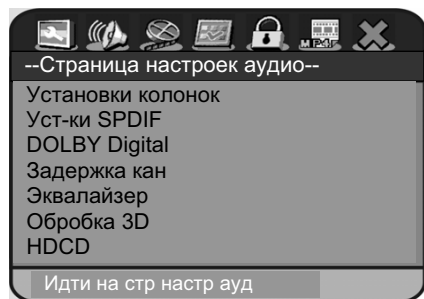 MP4
--Страница настроек аудио--
Установки колонок
Уст-ки SPDIF
DOLBY Digital
Задержка кан
Эквалайзер
Обробка 3D
HDCD
Идти на стр настр ауд